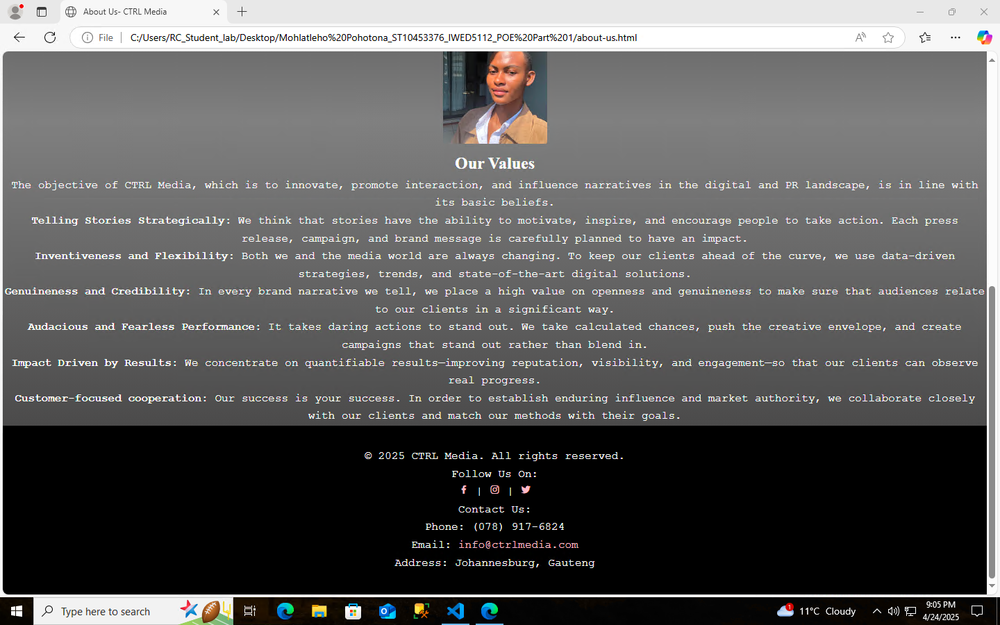 About Us- CTRL Media
File
C:/Users/RC_Student_lab/Desktop/Mohlatleho%20Pohotona_ST10453376_IWED5112_POE%20Part%201/about-us.html
Our Values
The objective of CTRL Media, which is to innovate, promote interaction, and influence narratives in the digital and PR landscape, is in line with
its basic beliefs.
Telling Stories Strategically: We think that stories have the ability to motivate, inspire, and encourage people to take action. Each press
release, campaign, and brand message is carefully planned to have an impact.
Inventiveness and Flexibility: Both we and the media world are always changing. To keep our clients ahead of the curve, we use data-driven
strategies, trends, and state-of-the-art digital solutions.
Genuineness and Credibility: In every brand narrative we tell, we place a high value on openness and genuineness to make sure that audiences relate
to our clients in a significant way.
Audacious and Fearless Performance: It takes daring actions to stand out. We take calculated chances, push the creative envelope, and create
campaigns that stand out rather than blend in.
Impact Driven by Results: We concentrate on quantifiable results—improving reputation, visibility, and engagement—so that our clients can observe
real progress.
Customer-focused cooperation: Our success is your success. In order to establish enduring influence and market authority, we collaborate closely
with our clients and match our methods with their goals.
© 2025 CTRL Media. All rights reserved.
Follow Us On:
| |
Contact Us:
Phone: (078) 917-6824
Email: info@ctrlmedia.com
Address: Johannesburg, Gauteng
Type here to search
1
11°C Cloudy
9:05 PM
4/24/2025